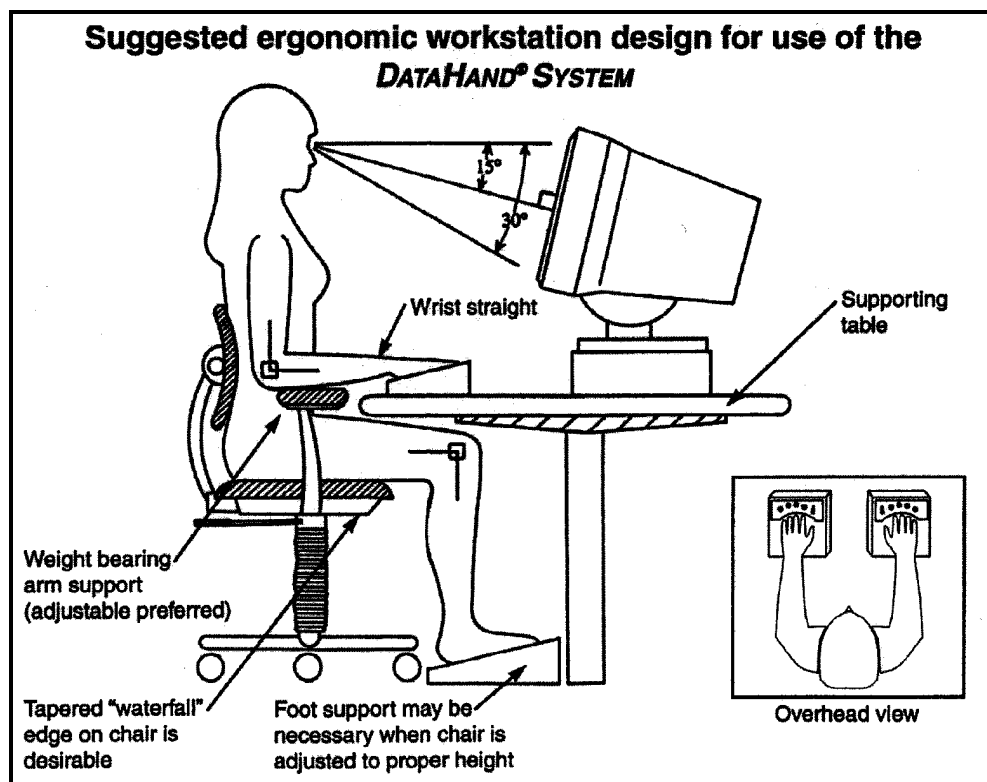 Suggested ergonomic workstation design for use of the
DATAHAND® SYSTEM
15°
30°
Wrist straight
Supporting
table
Weight bearing
arm support
(adjustable preferred)
Tapered "waterfall"
edge on chair is
desirable
Foot support may be
necessary when chair is
adjusted to proper height
Overhead view